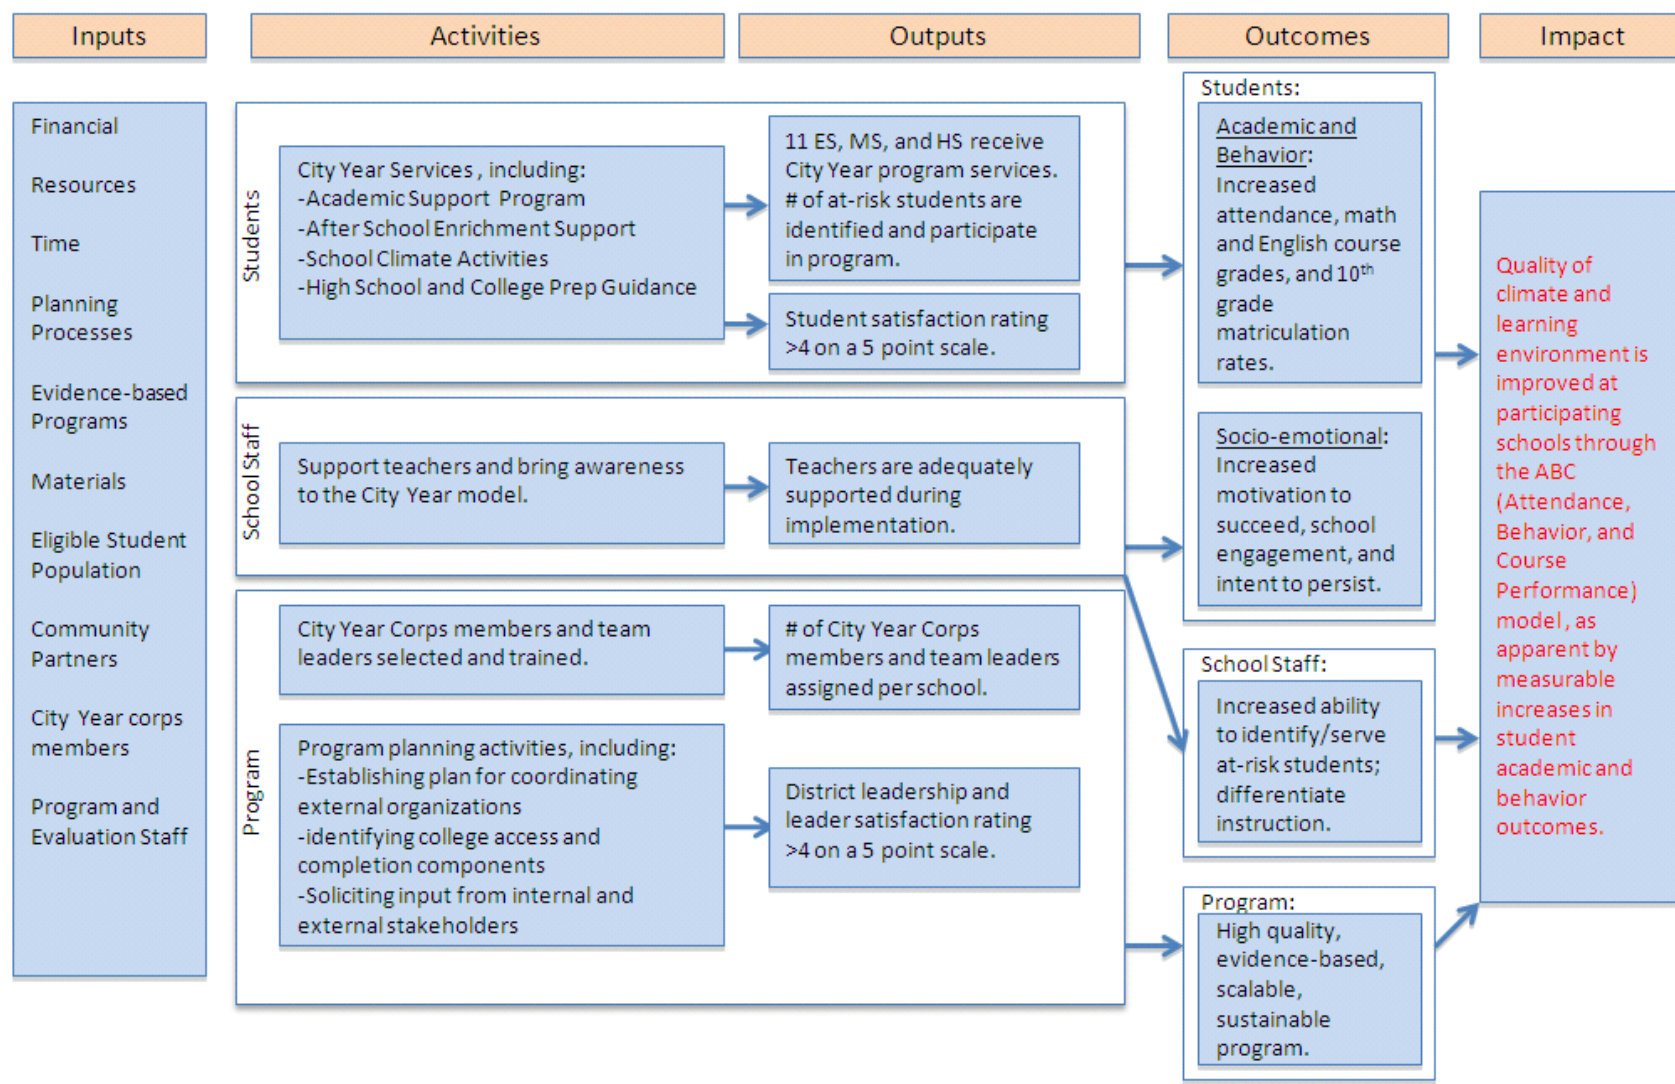 Inputs
Activities
Outputs
Outcomes
Impact
Financial
Resources
Time
Planning
Processes
Evidence-based
Programs
Materials
Eligible Student
Population
Community
Partners
City Year corps
members
Program and
Evaluation Staff
Students
City Year Services , including:
-Academic Support Program
-After School Enrichment Support
-School Climate Activities
-High School and College Prep Guidance
11 ES, MS, and HS receive
City Year program services.
# of at-risk students are
identified and participate
in program.
Student satisfaction rating
>4 on a 5 point scale.
School Staff
Support teachers and bring awareness
to the City Year model.
Teachers are adequately
supported during
implementation.
Program
City Year Corps members and team
leaders selected and trained.
# of City Year Corps
members and team leaders
assigned per school.
Program planning activities, including:
-Establishing plan for coordinating
external organizations
-identifying college access and
completion components
-Soliciting input from internal and
external stakeholders
District leadership and
leader satisfaction rating
>4 on a 5 point scale.
Students:
Academic and
Behavior:
Increased
attendance, math
and English course
grades, and 10th
grade
matriculation
rates.
Socio-emotional:
Increased
motivation to
succeed, school
engagement, and
intent to persist.
School Staff:
Increased ability
to identify/serve
at-risk students;
differentiate
instruction.
Program:
High quality,
evidence-based,
scalable,
sustainable
program.
Quality of
climate and
learning
environment is
improved at
participating
schools through
the ABC
(Attendance,
Behavior, and
Course
Performance)
model , as
apparent by
measurable
increases in
student
academic and
behavior
outcomes.